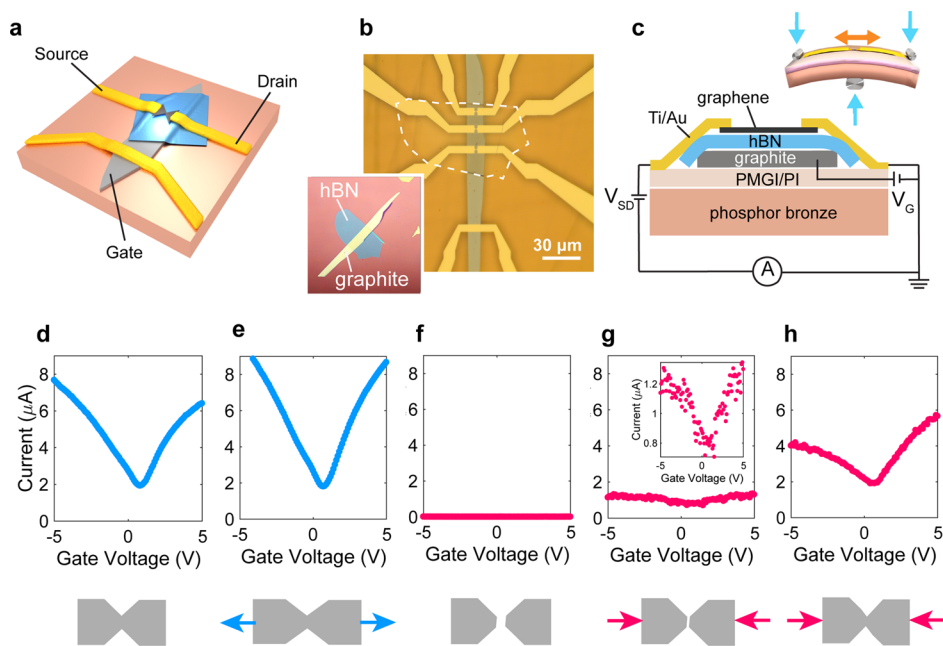 a
Source
Drain
Gate
b
hBN
graphite
30 µm
c
graphene
Ti/Au
hBN
graphite
PMGI/PI
phosphor bronze
V_SD
V_G
A
d
Current (µA)
8
6
4
2
0
-5
0
5
Gate Voltage (V)
e
8
6
4
2
0
-5
0
5
Gate Voltage (V)
f
8
6
4
2
0
-5
0
5
Gate Voltage (V)
g
8
6
4
2
0
-5
0
5
Gate Voltage (V)
Current (µA)
1.2
1
0.8
-5
0
5
Gate Voltage (V)
h
8
6
4
2
0
-5
0
5
Gate Voltage (V)